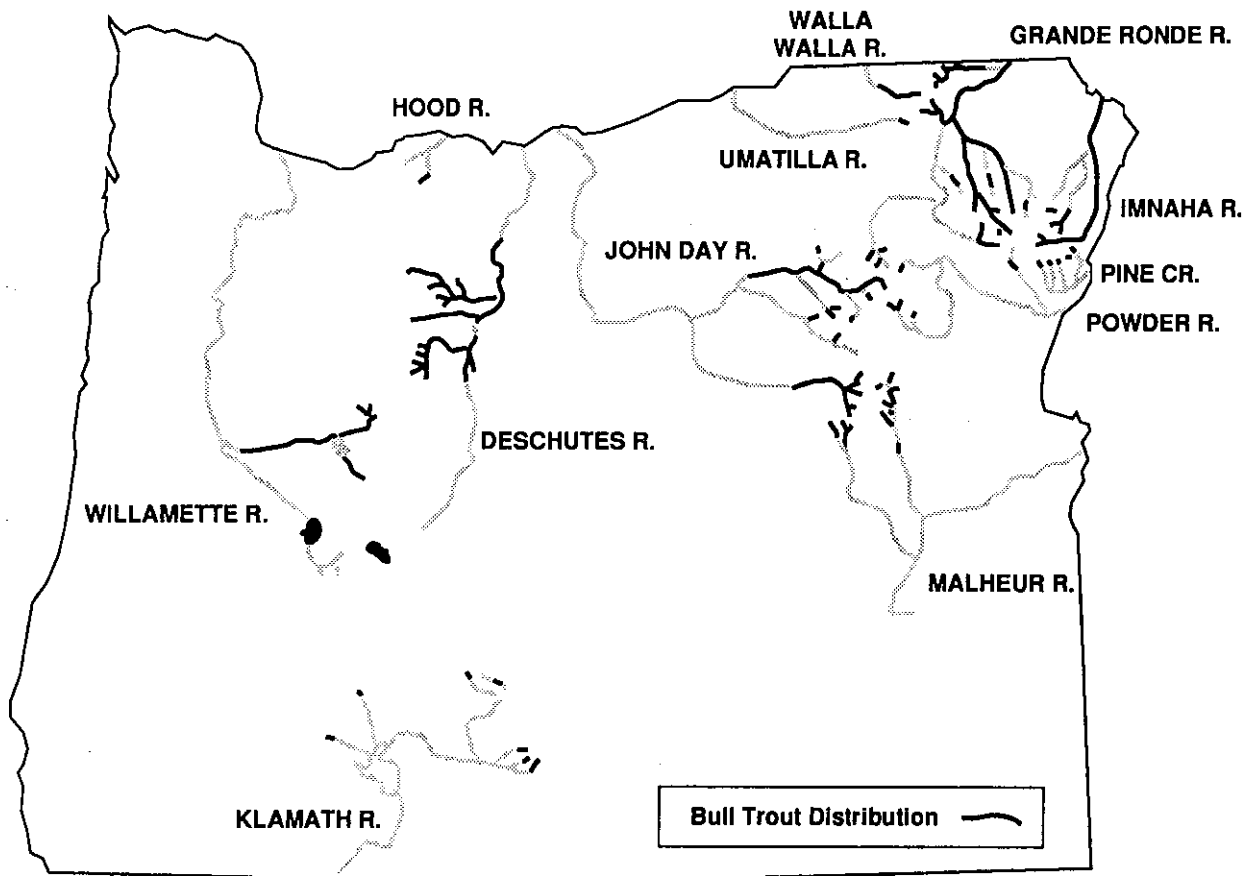 WALLA
WALLA R.
GRANDE RONDE R.
HOOD R.
UMATILLA R.
IMNAHA R.
JOHN DAY R.
PINE CR.
POWDER R.
DESCHUTES R.
WILLAMETTE R.
MALHEUR R.
KLAMATH R.
Bull Trout Distribution